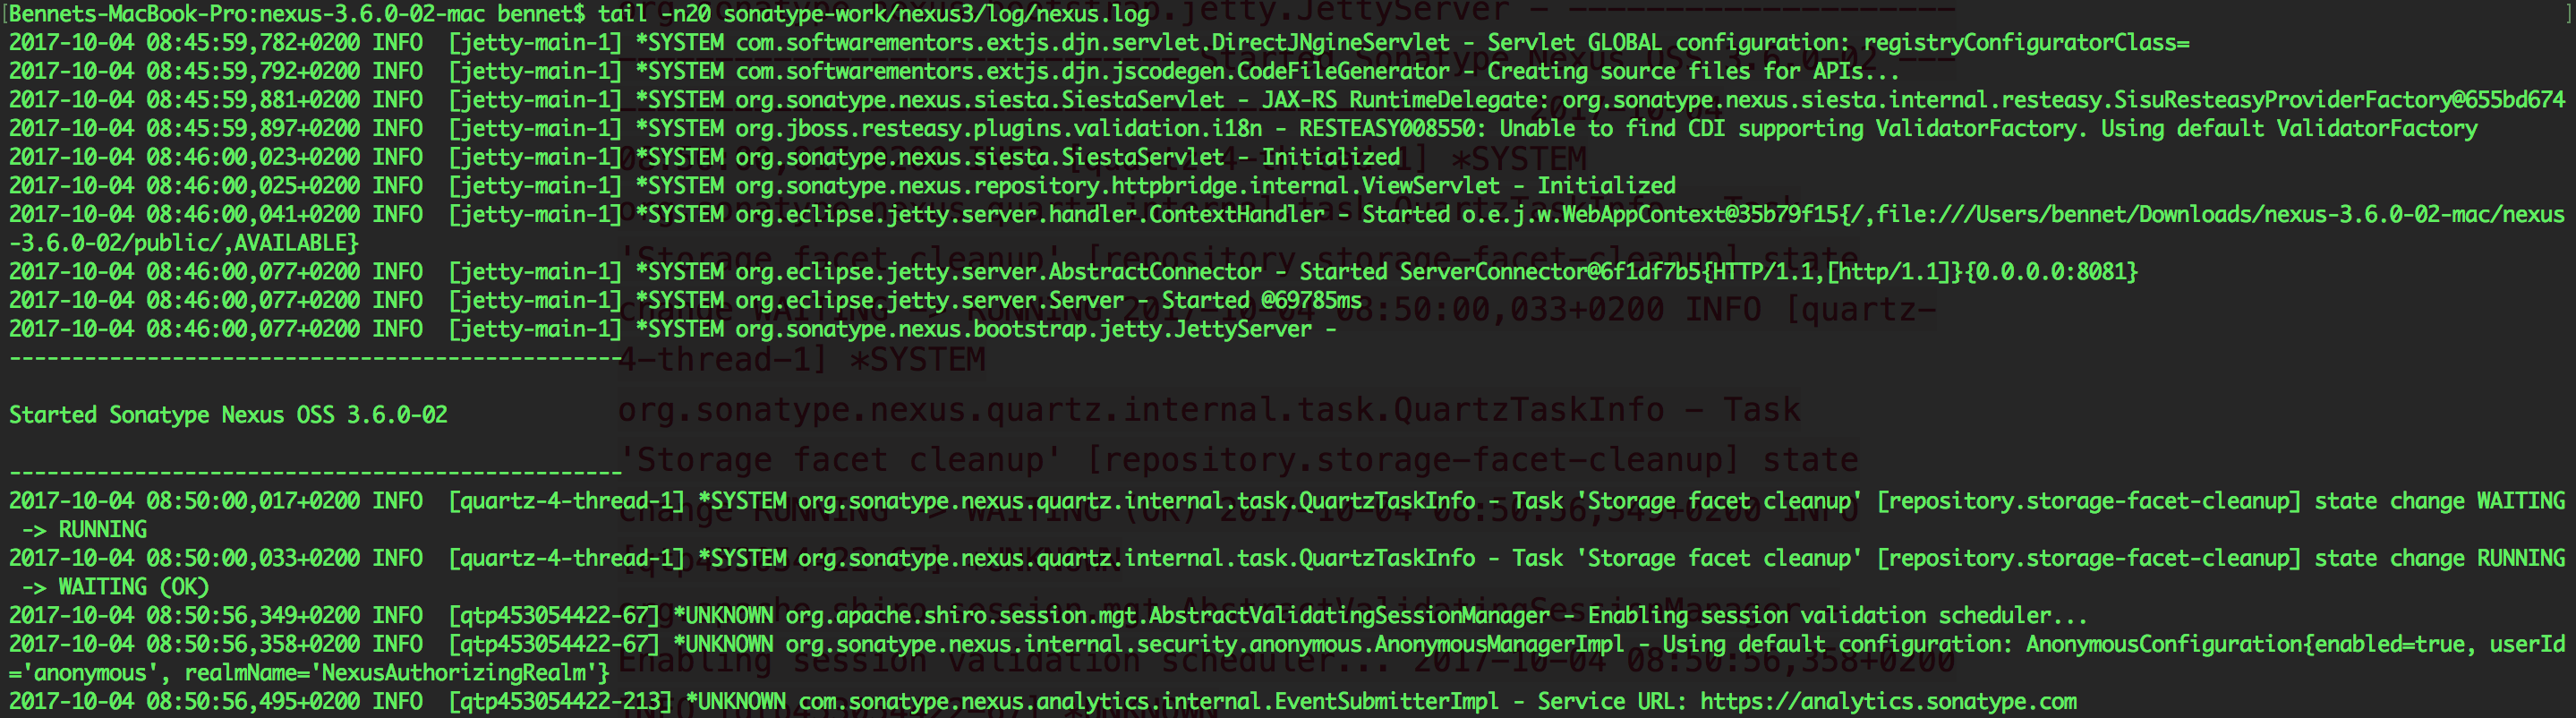 [Bennets-MacBook-Pro:nexus-3.6.0-02-mac bennet$ tail -n20 sonatype-work/nexus3/log/nexus.log ]
2017-10-04 08:45:59,782+0200 INFO  [jetty-main-1] *SYSTEM com.softwarementors.extjs.djn.servlet.DirectJNgineServlet - Servlet GLOBAL configuration: registryConfiguratorClass=
2017-10-04 08:45:59,792+0200 INFO  [jetty-main-1] *SYSTEM com.softwarementors.extjs.djn.jscodegen.CodeFileGenerator - Creating source files for APIs...
2017-10-04 08:45:59,881+0200 INFO  [jetty-main-1] *SYSTEM org.sonatype.nexus.siesta.SiestaServlet - JAX-RS RuntimeDelegate: org.sonatype.nexus.siesta.internal.resteasy.SisuResteasyProviderFactory@655bd674
2017-10-04 08:45:59,897+0200 INFO  [jetty-main-1] *SYSTEM org.jboss.resteasy.plugins.validation.i18n - RESTEASY008550: Unable to find CDI supporting ValidatorFactory. Using default ValidatorFactory
2017-10-04 08:46:00,023+0200 INFO  [jetty-main-1] *SYSTEM org.sonatype.nexus.siesta.SiestaServlet - Initialized
2017-10-04 08:46:00,025+0200 INFO  [jetty-main-1] *SYSTEM org.sonatype.nexus.repository.httpbridge.internal.ViewServlet - Initialized
2017-10-04 08:46:00,041+0200 INFO  [jetty-main-1] *SYSTEM org.eclipse.jetty.server.handler.ContextHandler - Started o.e.j.w.WebAppContext@35b79f15{/,file:///Users/bennet/Downloads/nexus-3.6.0-02-mac/nexus
-3.6.0-02/public/,AVAILABLE}
2017-10-04 08:46:00,077+0200 INFO  [jetty-main-1] *SYSTEM org.eclipse.jetty.server.AbstractConnector - Started ServerConnector@6f1df7b5{HTTP/1.1,[http/1.1]}{0.0.0.0:8081}
2017-10-04 08:46:00,077+0200 INFO  [jetty-main-1] *SYSTEM org.eclipse.jetty.server.Server - Started @69785ms
2017-10-04 08:46:00,077+0200 INFO  [jetty-main-1] *SYSTEM org.sonatype.nexus.bootstrap.jetty.JettyServer -
-------------------------------------------------
Started Sonatype Nexus OSS 3.6.0-02
-------------------------------------------------
2017-10-04 08:50:00,017+0200 INFO  [quartz-4-thread-1] *SYSTEM org.sonatype.nexus.quartz.internal.task.QuartzTaskInfo - Task 'Storage facet cleanup' [repository.storage-facet-cleanup] state change WAITING
 -> RUNNING
2017-10-04 08:50:00,033+0200 INFO  [quartz-4-thread-1] *SYSTEM org.sonatype.nexus.quartz.internal.task.QuartzTaskInfo - Task 'Storage facet cleanup' [repository.storage-facet-cleanup] state change RUNNING
 -> WAITING (OK)
2017-10-04 08:50:56,349+0200 INFO  [qtp453054422-67] *UNKNOWN org.apache.shiro.session.mgt.AbstractValidatingSessionManager - Enabling session validation scheduler...
2017-10-04 08:50:56,358+0200 INFO  [qtp453054422-67] *UNKNOWN org.sonatype.nexus.internal.security.anonymous.AnonymousManagerImpl - Using default configuration: AnonymousConfiguration{enabled=true, userId
='anonymous', realmName='NexusAuthorizingRealm'}
2017-10-04 08:50:56,495+0200 INFO  [qtp453054422-213] *UNKNOWN com.sonatype.nexus.analytics.internal.EventSubmitterImpl - Service URL: https://analytics.sonatype.com